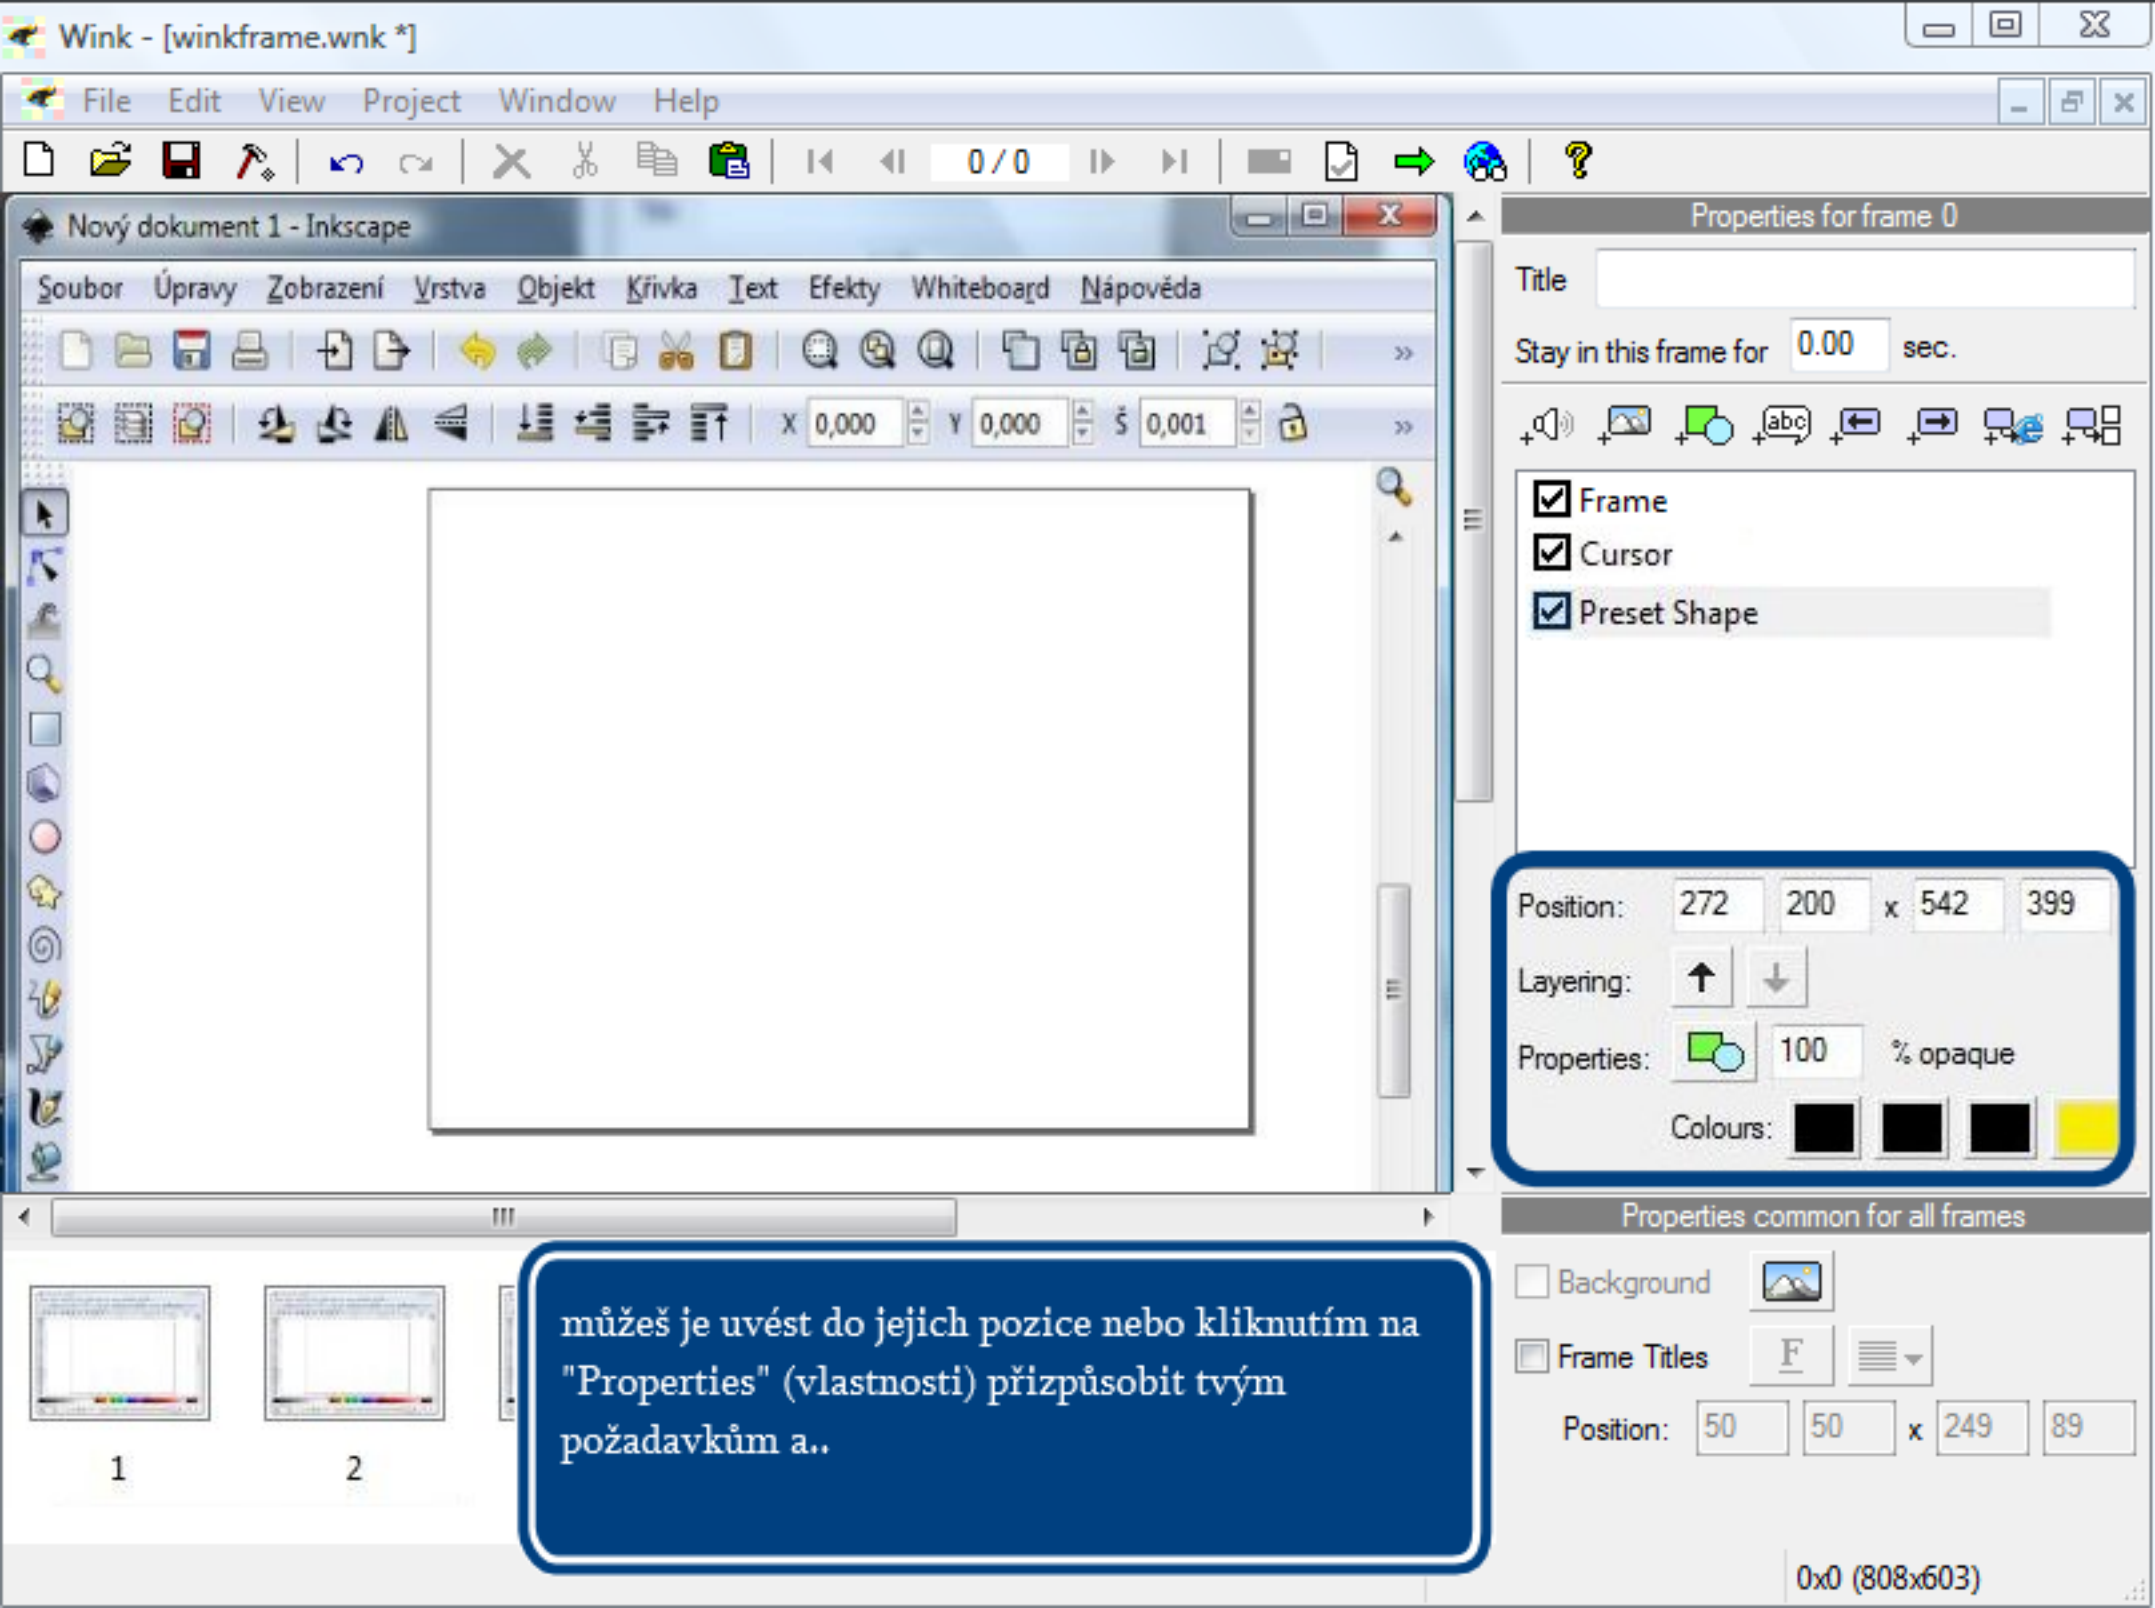 Wink - [winkframe.wnk *]
File Edit View Project Window Help
0 / 0
Nový dokument 1 - Inkscape
Soubor Úpravy Zobrazení Vrstva Objekt Křivka Text Efekty Whiteboard Nápověda
X 0,000 Y 0,000 Š 0,001
Properties for frame 0
Title
Stay in this frame for 0.00 sec.
abc
Frame
Cursor
Preset Shape
Position: 272 200 x 542 399
Layering:
Properties: 100 % opaque
Colours:
Properties common for all frames
Background
Frame Titles F
Position: 50 50 x 249 89
1 2
můžeš je uvést do jejich pozice nebo kliknutím na
"Properties" (vlastnosti) přizpůsobit tvým
požadavkům a..
0x0 (808x603)